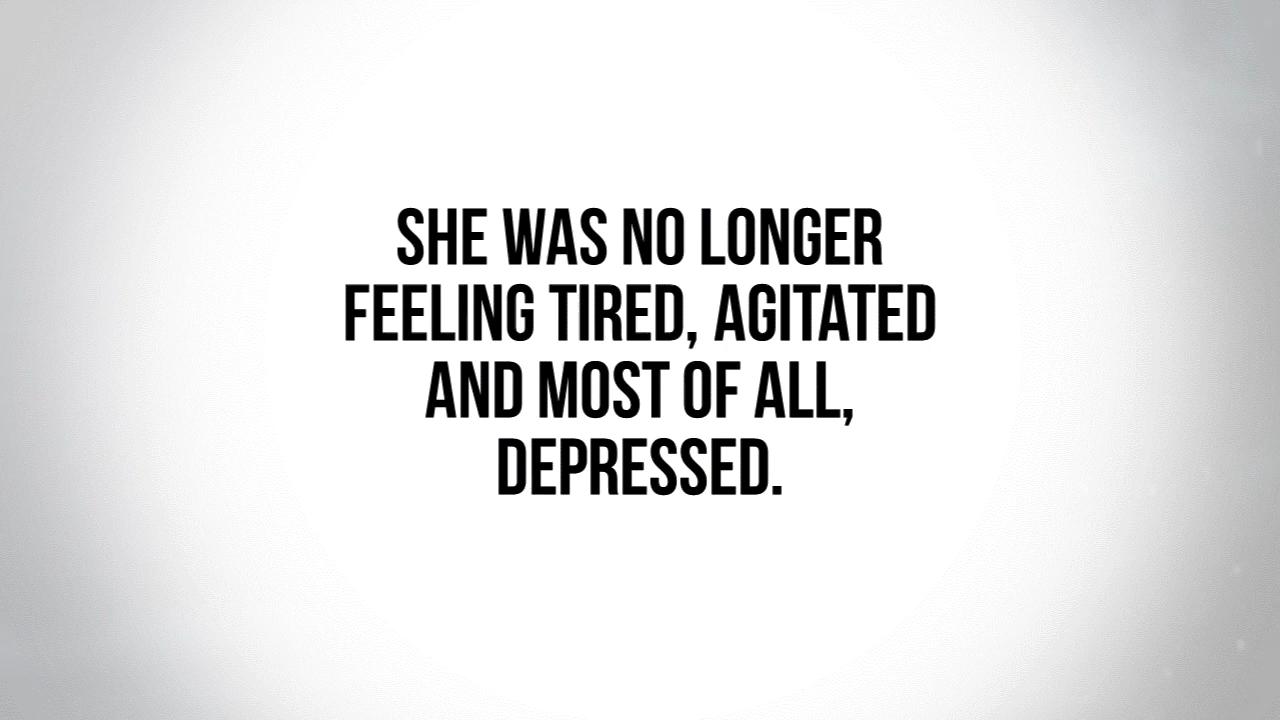 SHE WAS NO LONGER
FEELING TIRED, AGITATED
AND MOST OF ALL,
DEPRESSED.